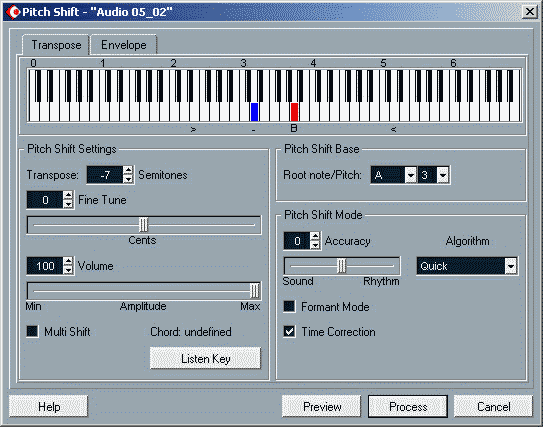 Pitch Shift - "Audio 05_02"
Transpose Envelope
0 1 2 3 4 5 6
> - B <
Pitch Shift Settings
Transpose: -7 Semitones
0 Fine Tune
Cents
100 Volume
Min Amplitude Max
Multi Shift Chord: undefined
Listen Key
Pitch Shift Base
Root note/Pitch: A 3
Pitch Shift Mode
0 Accuracy Algorithm
Quick
Sound Rhythm
Formant Mode
Time Correction
Help Preview Process Cancel